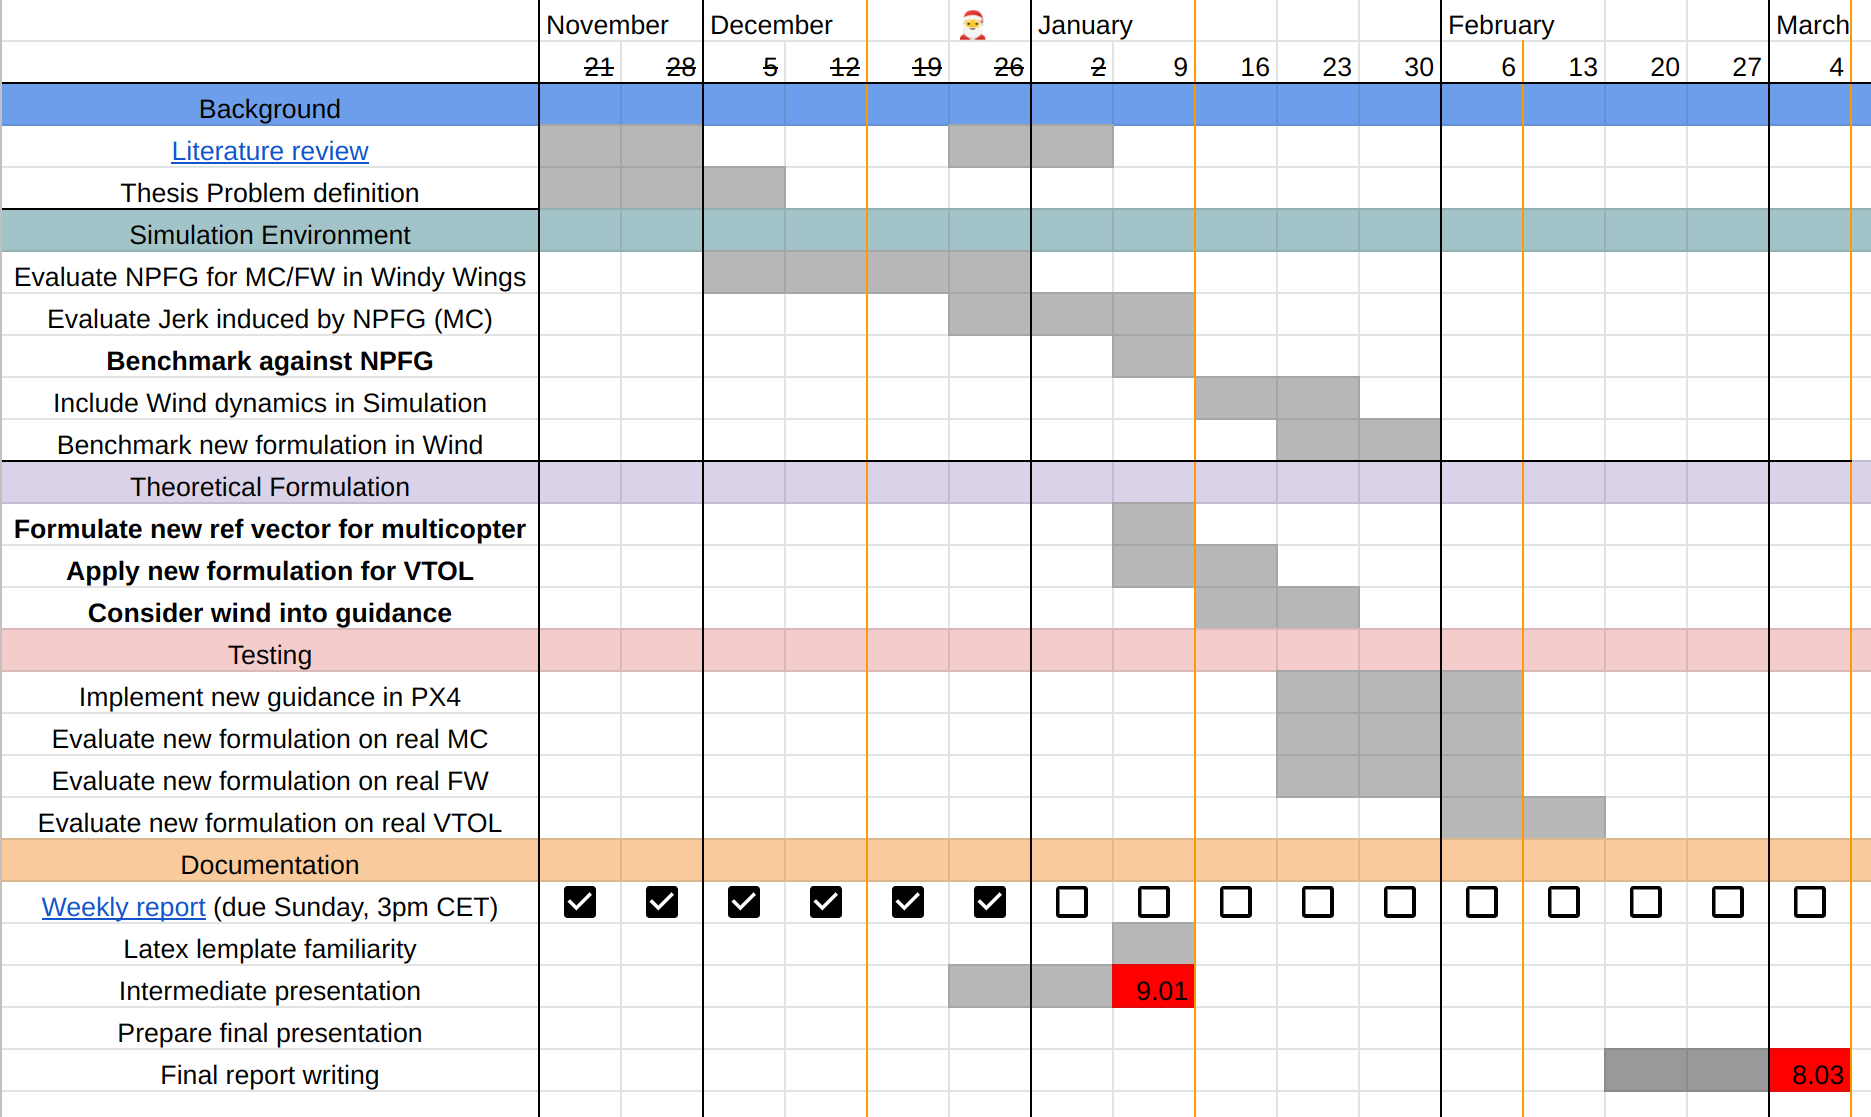 November December January February March
21 28 5 12 19 26 2 9 16 23 30 6 13 20 27 4
Background
Literature review
Thesis Problem definition
Simulation Environment
Evaluate NPFG for MC/FW in Windy Wings
Evaluate Jerk induced by NPFG (MC)
Benchmark against NPFG
Include Wind dynamics in Simulation
Benchmark new formulation in Wind
Theoretical Formulation
Formulate new ref vector for multicopter
Apply new formulation for VTOL
Consider wind into guidance
Testing
Implement new guidance in PX4
Evaluate new formulation on real MC
Evaluate new formulation on real FW
Evaluate new formulation on real VTOL
Documentation
Weekly report (due Sunday, 3pm CET)
Latex lemplate familiarity
Intermediate presentation 9.01
Prepare final presentation
Final report writing 8.03